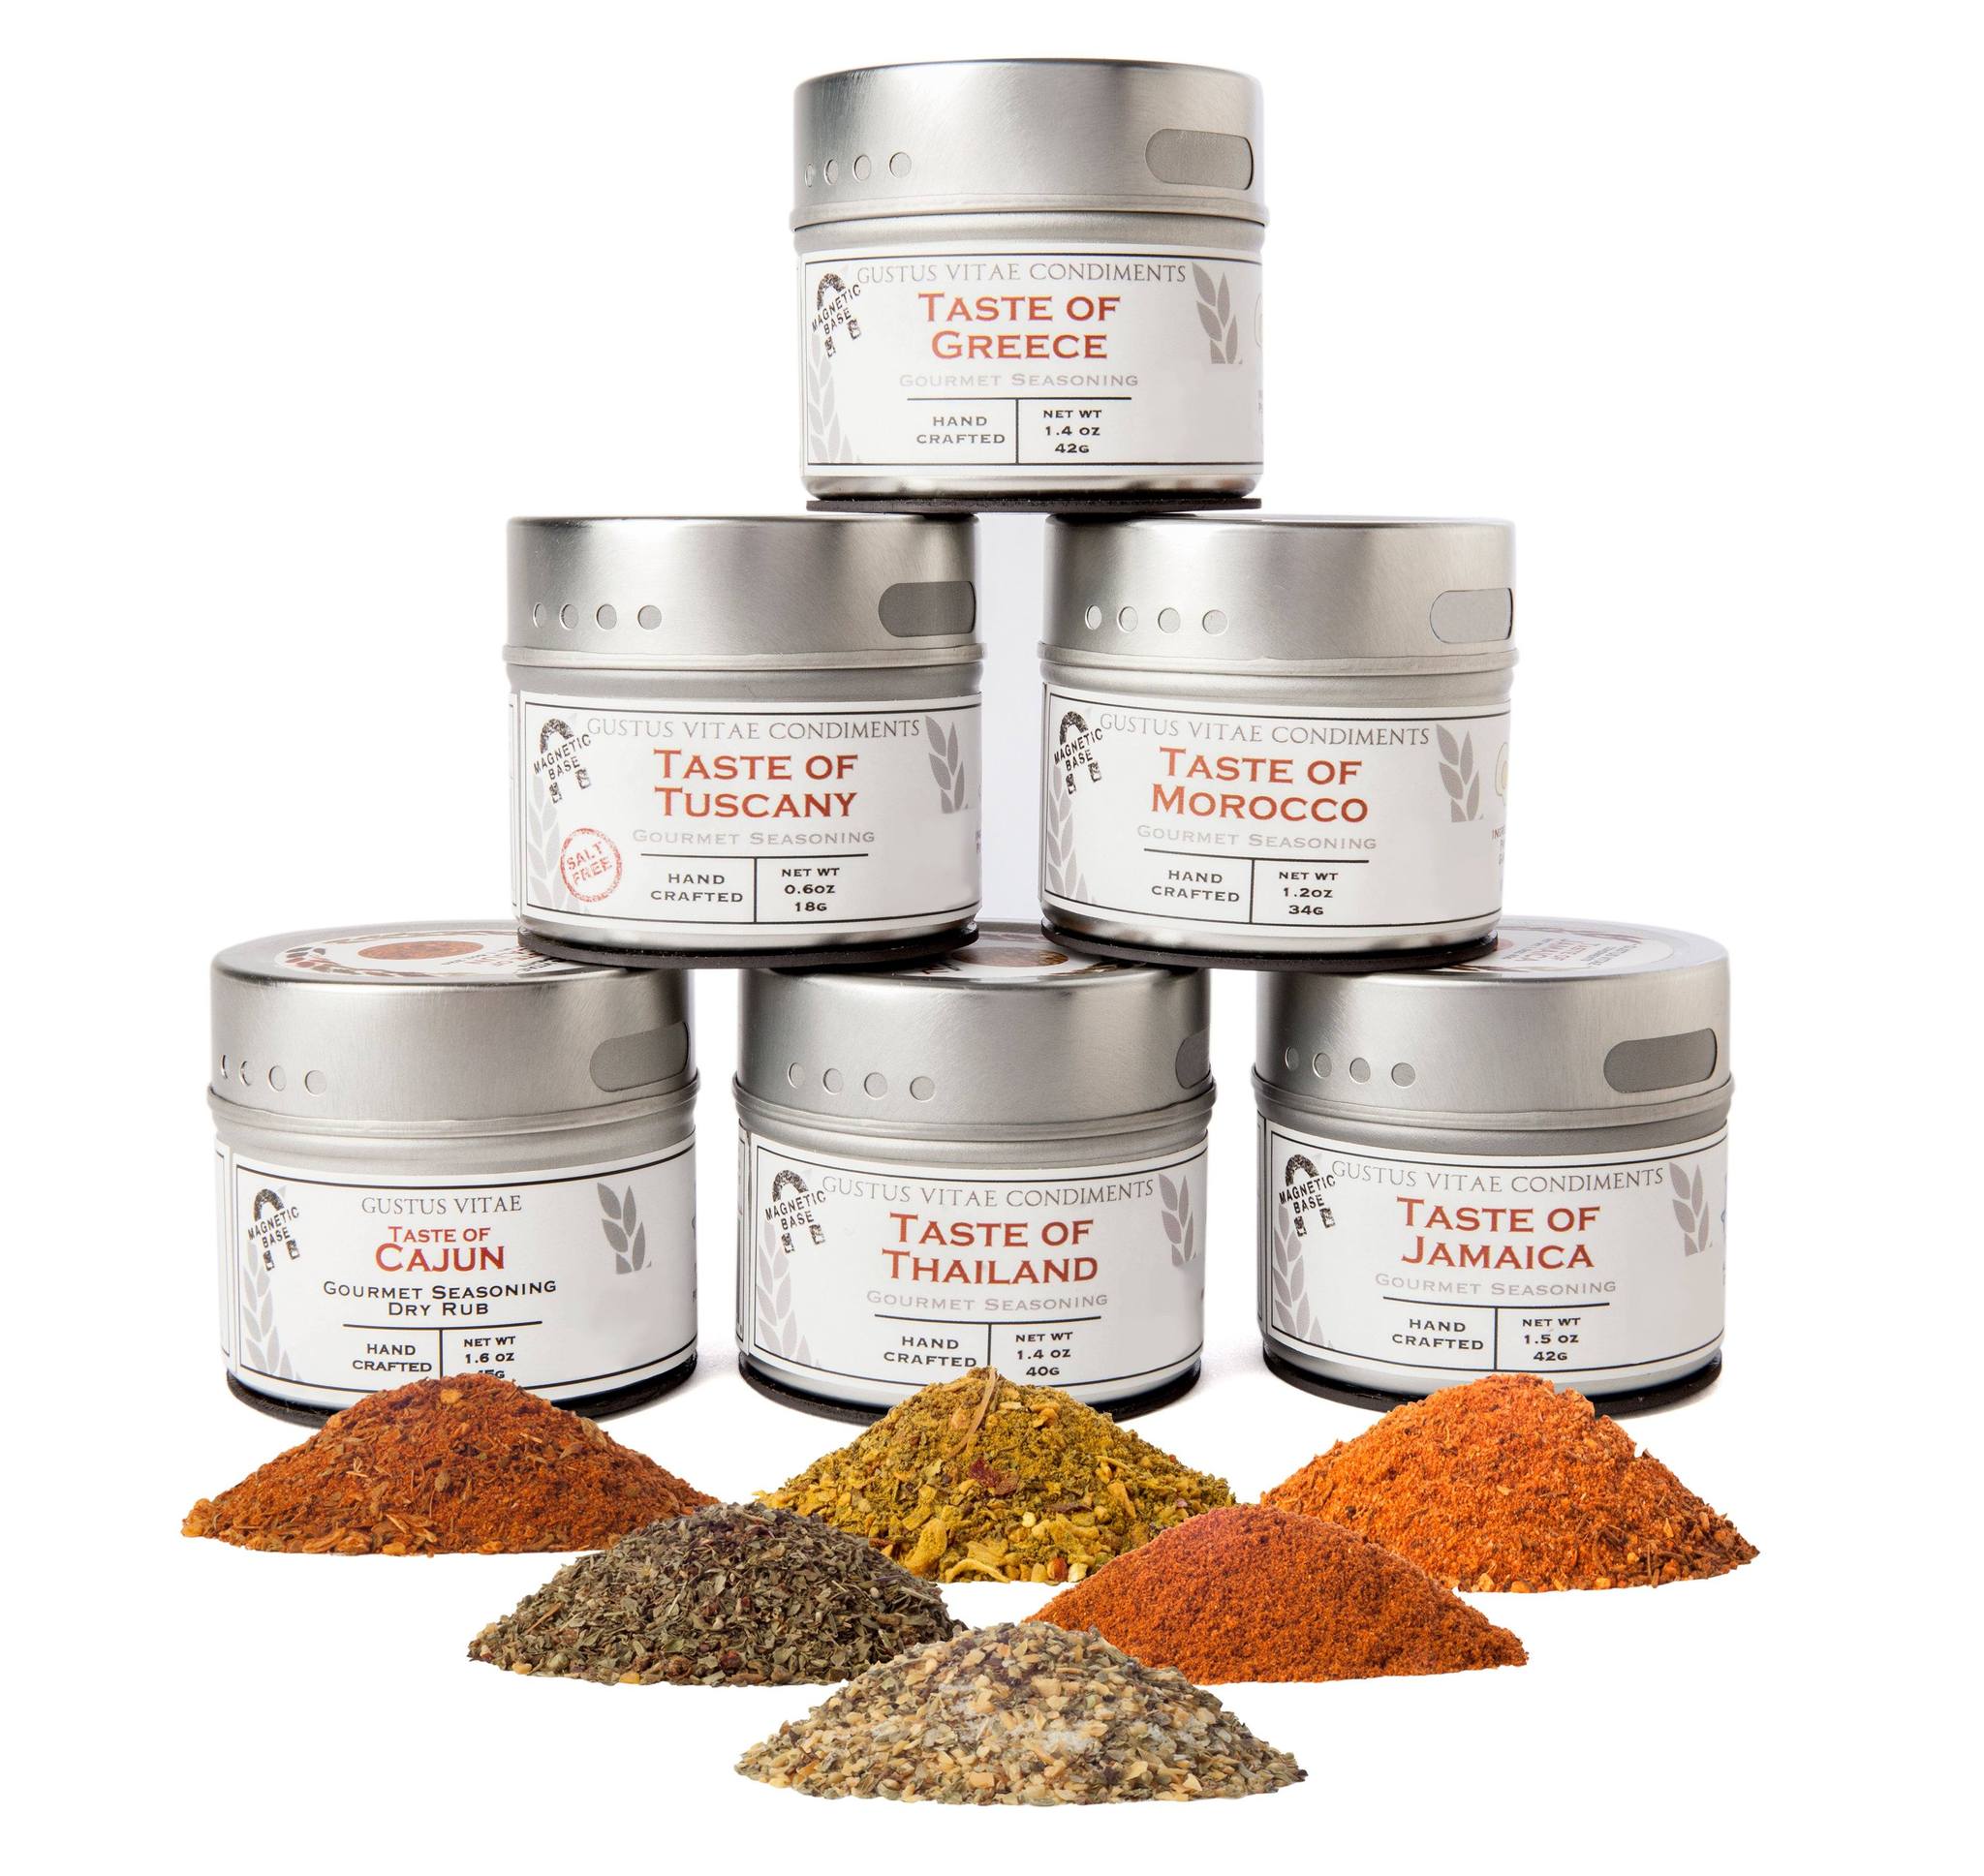 GUSTUS VITAE CONDIMENTS
MAGNETIC
BASE
TASTE OF
GREECE
GOURMET SEASONING
HAND
CRAFTED
NET WT
1.4 OZ
42G
GUSTUS VITAE CONDIMENTS
MAGNETIC
BASE
TASTE OF
TUSCANY
GOURMET SEASONING
SALT
FREE
HAND
CRAFTED
NET WT
0.6OZ
18G
GUSTUS VITAE CONDIMENTS
MAGNETIC
BASE
TASTE OF
MOROCCO
GOURMET SEASONING
HAND
CRAFTED
NET WT
1.2OZ
34G
GUSTUS VITAE
MAGNETIC
BASE
TASTE OF
CAJUN
GOURMET SEASONING
DRY RUB
HAND
CRAFTED
NET WT
1.6 OZ
GUSTUS VITAE CONDIMENTS
MAGNETIC
BASE
TASTE OF
THAILAND
GOURMET SEASONING
HAND
CRAFTED
NET WT
1.4 OZ
40G
GUSTUS VITAE CONDIMENTS
MAGNETIC
BASE
TASTE OF
JAMAICA
GOURMET SEASONING
HAND
CRAFTED
NET WT
1.5 OZ
42G